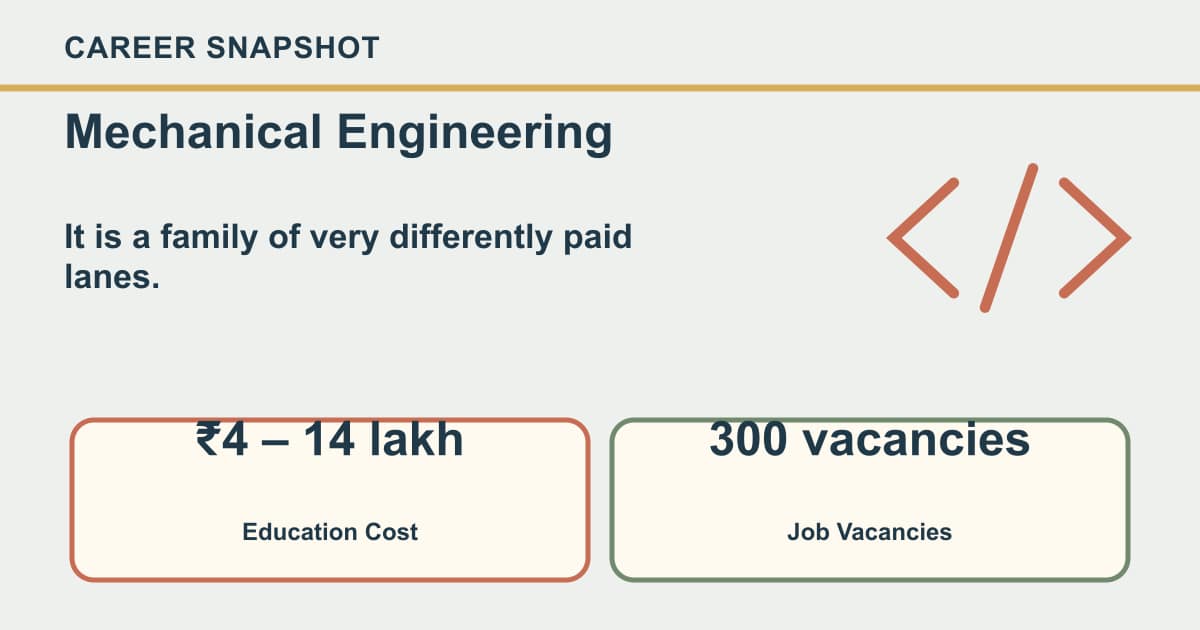 CAREER SNAPSHOT
Mechanical Engineering
It is a family of very differently paid
lanes.
₹4 – 14 lakh
Education Cost
300 vacancies
Job Vacancies